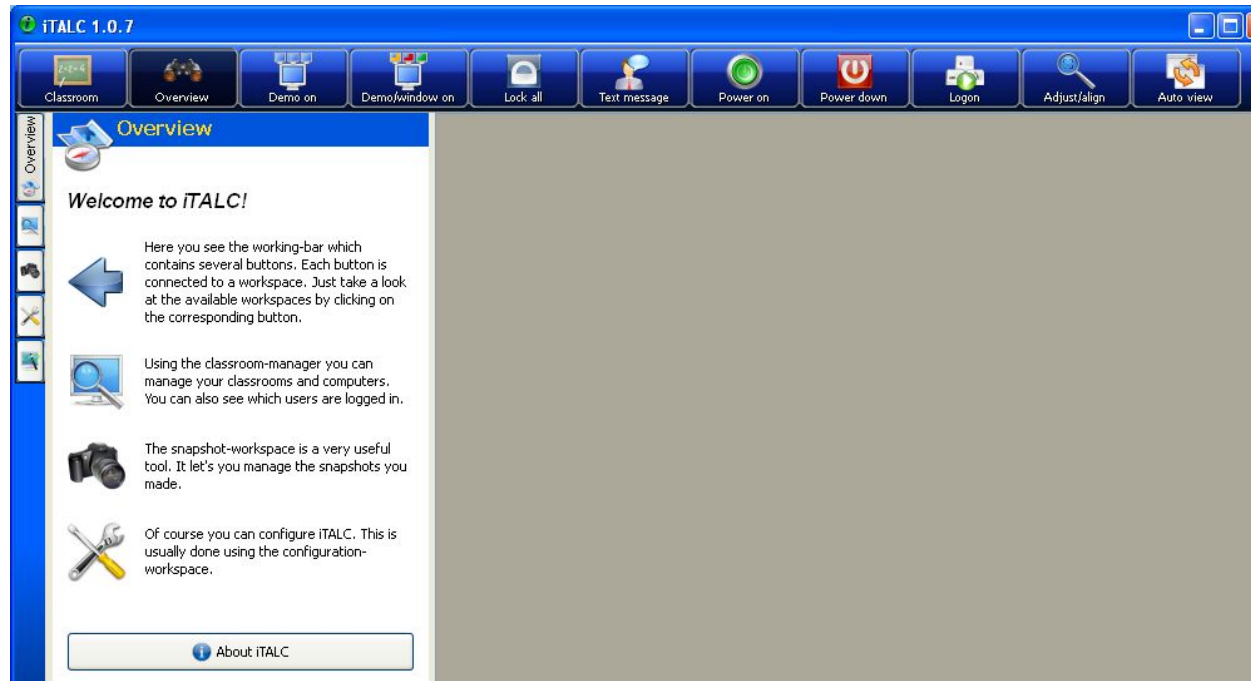 iTALC 1.0.7
Classroom
Overview
Demo on
Demo/window on
Lock all
Text message
Power on
Power down
Logon
Adjust/align
Auto view
Overview
Overview
Welcome to iTALC!
Here you see the working-bar which
contains several buttons. Each button is
connected to a workspace. Just take a look
at the available workspaces by clicking on
the corresponding button.
Using the classroom-manager you can
manage your classrooms and computers.
You can also see which users are logged in.
The snapshot-workspace is a very useful
tool. It let's you manage the snapshots you
made.
Of course you can configure iTALC. This is
usually done using the configuration-
workspace.
About iTALC